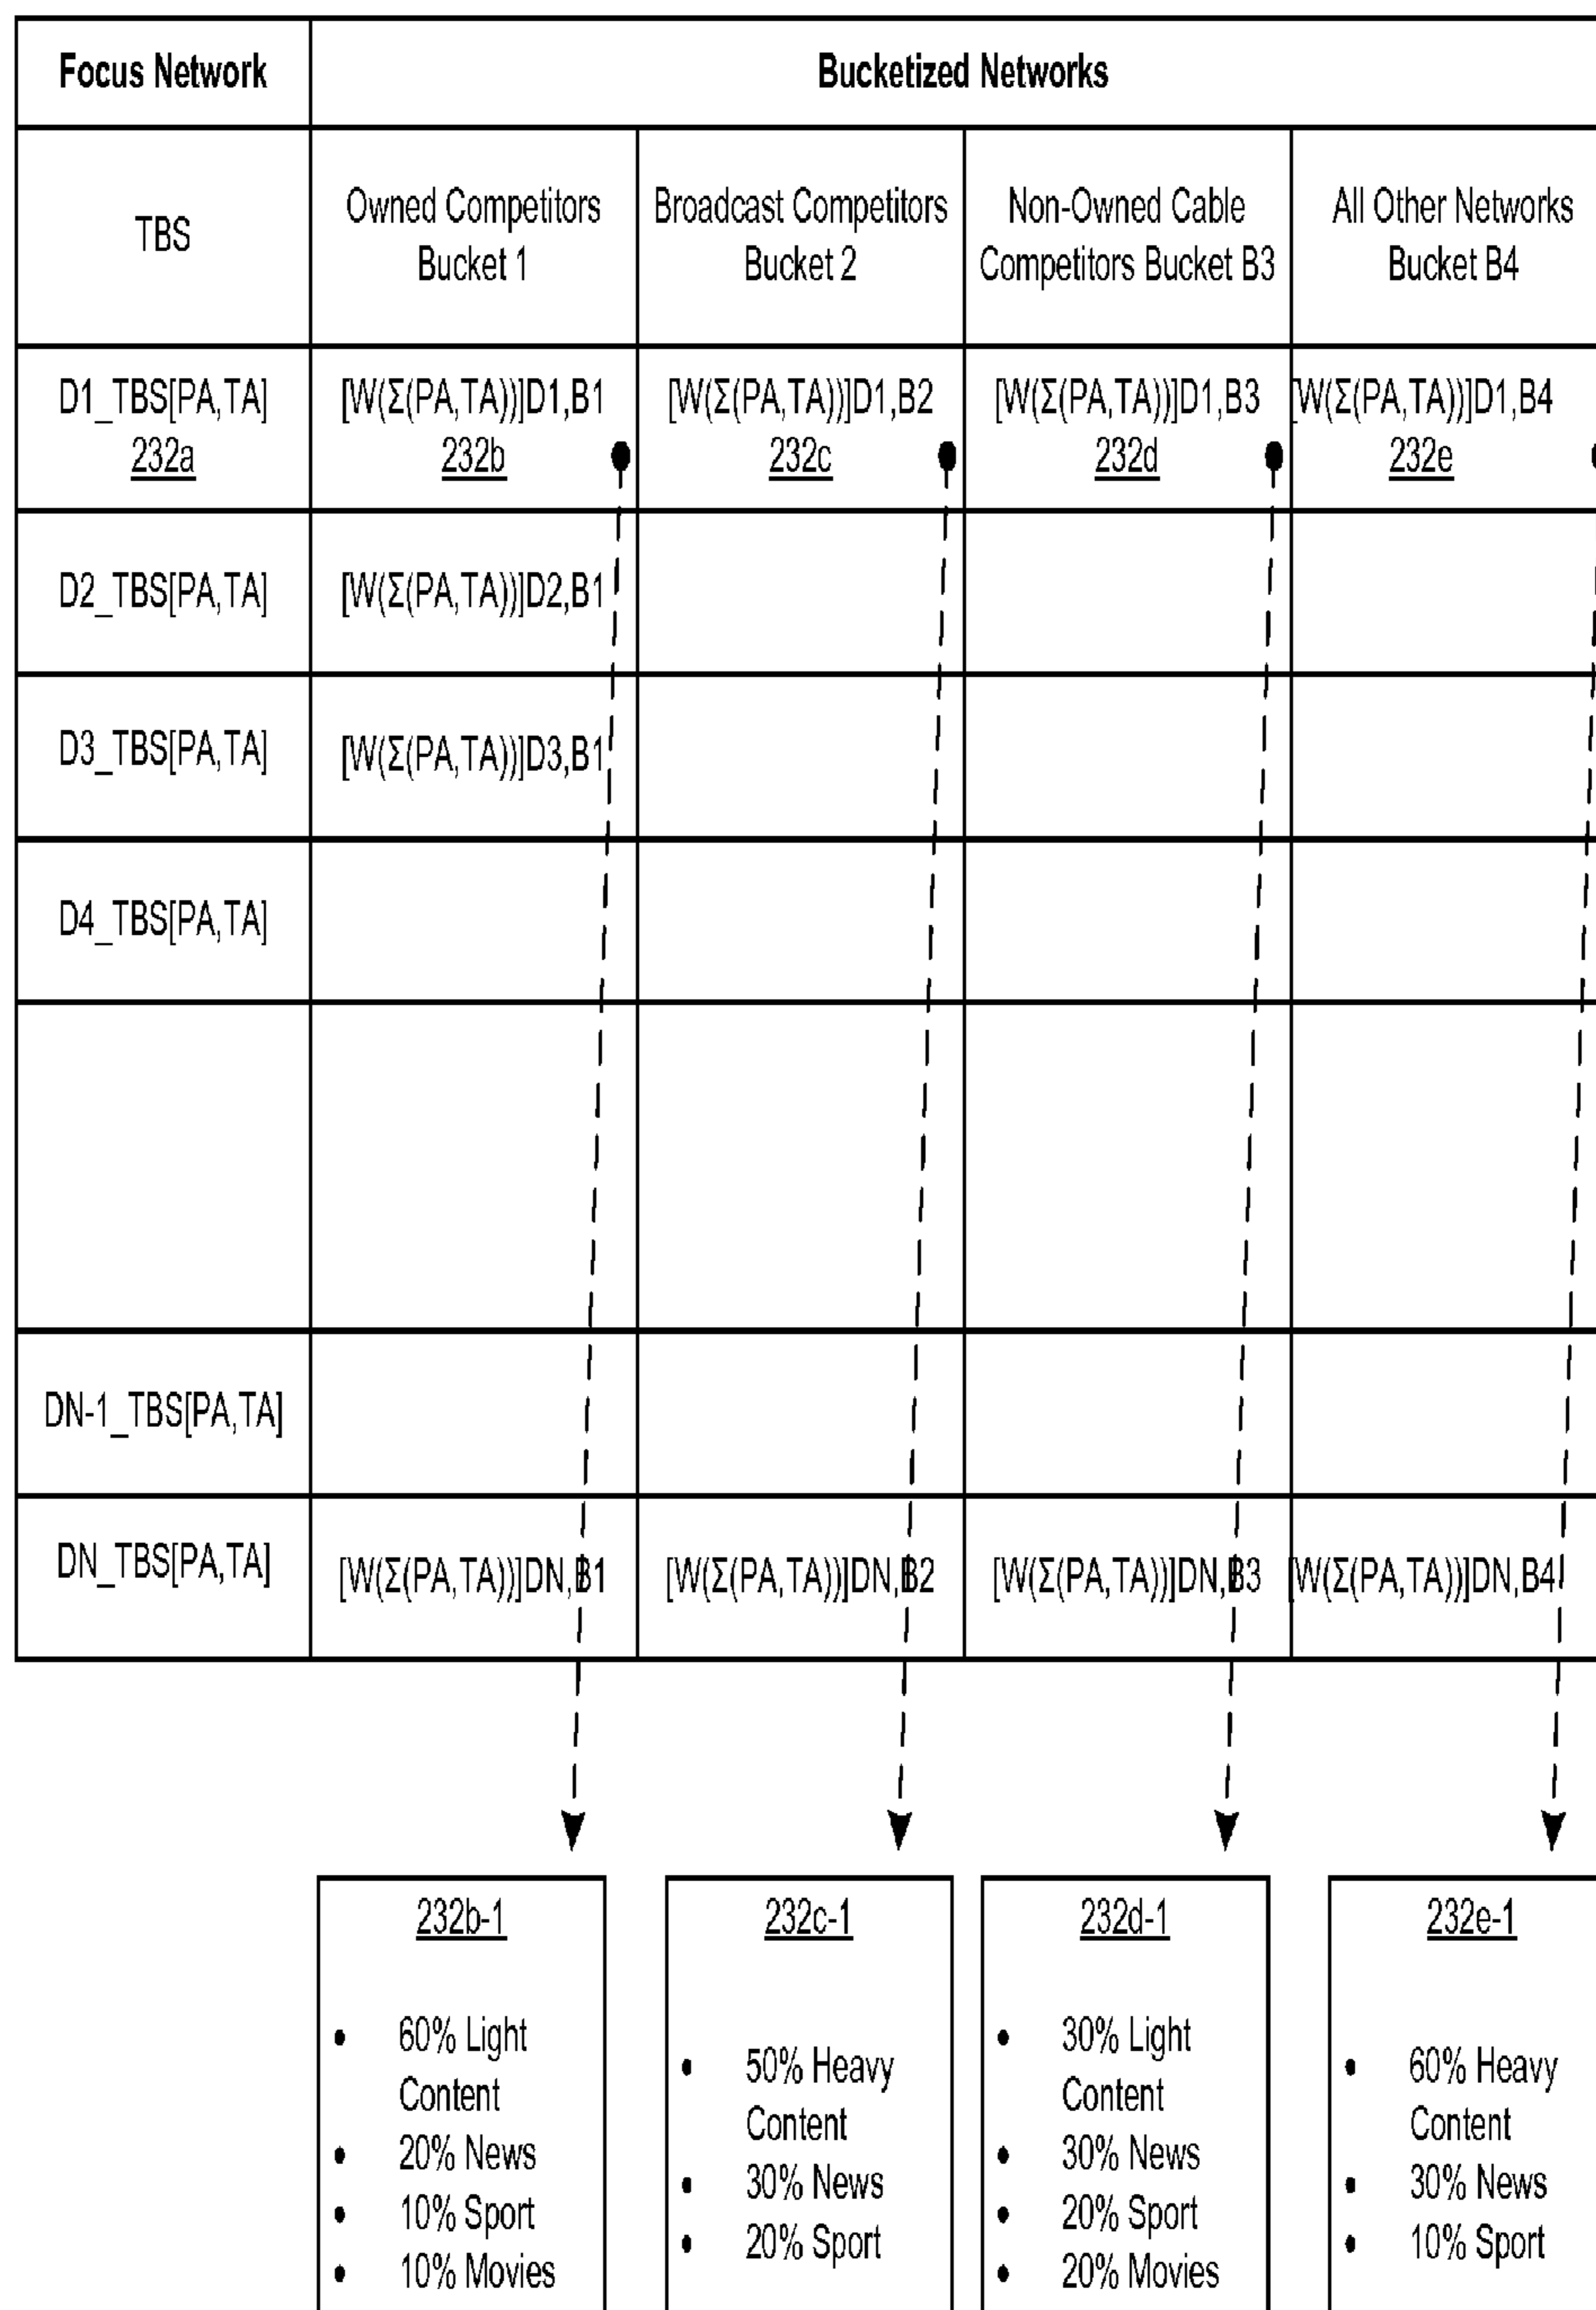 Focus Network
Bucketized Networks
TBS
Owned Competitors
Bucket 1
Broadcast Competitors
Bucket 2
Non-Owned Cable
Competitors Bucket B3
All Other Networks
Bucket B4
D1_TBS[PA,TA]
232a
[W(Σ(PA,TA))]D1,B1
232b
[W(Σ(PA,TA))]D1,B2
232c
[W(Σ(PA,TA))]D1,B3
232d
[W(Σ(PA,TA))]D1,B4
232e
D2_TBS[PA,TA]
[W(Σ(PA,TA))]D2,B1
D3_TBS[PA,TA]
[W(Σ(PA,TA))]D3,B1
D4_TBS[PA,TA]
DN-1_TBS[PA,TA]
DN_TBS[PA,TA]
[W(Σ(PA,TA))]DN,B1
[W(Σ(PA,TA))]DN,B2
[W(Σ(PA,TA))]DN,B3
[W(Σ(PA,TA))]DN,B4
232b-1
• 60% Light
Content
• 20% News
• 10% Sport
• 10% Movies
232c-1
• 50% Heavy
Content
• 30% News
• 20% Sport
232d-1
• 30% Light
Content
• 30% News
• 20% Sport
• 20% Movies
232e-1
• 60% Heavy
Content
• 30% News
• 10% Sport